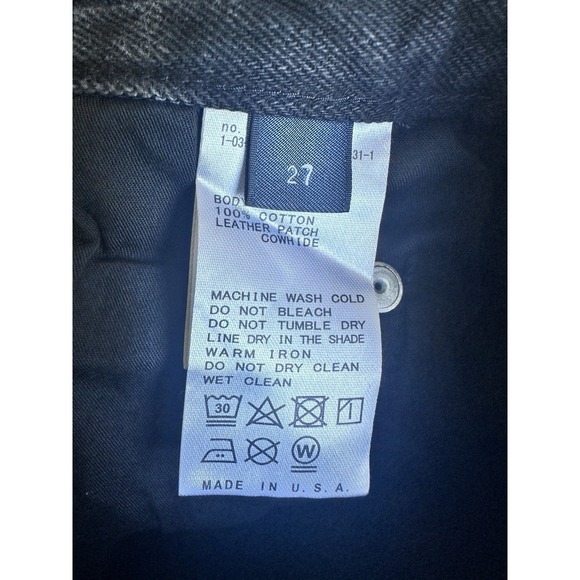 no.
1-03- 31-1
27
BODY
100% COTTON
LEATHER PATCH
COWHIDE
MACHINE WASH COLD
DO NOT BLEACH
DO NOT TUMBLE DRY
LINE DRY IN THE SHADE
WARM IRON
DO NOT DRY CLEAN
WET CLEAN
30
W
MADE IN U.S.A.